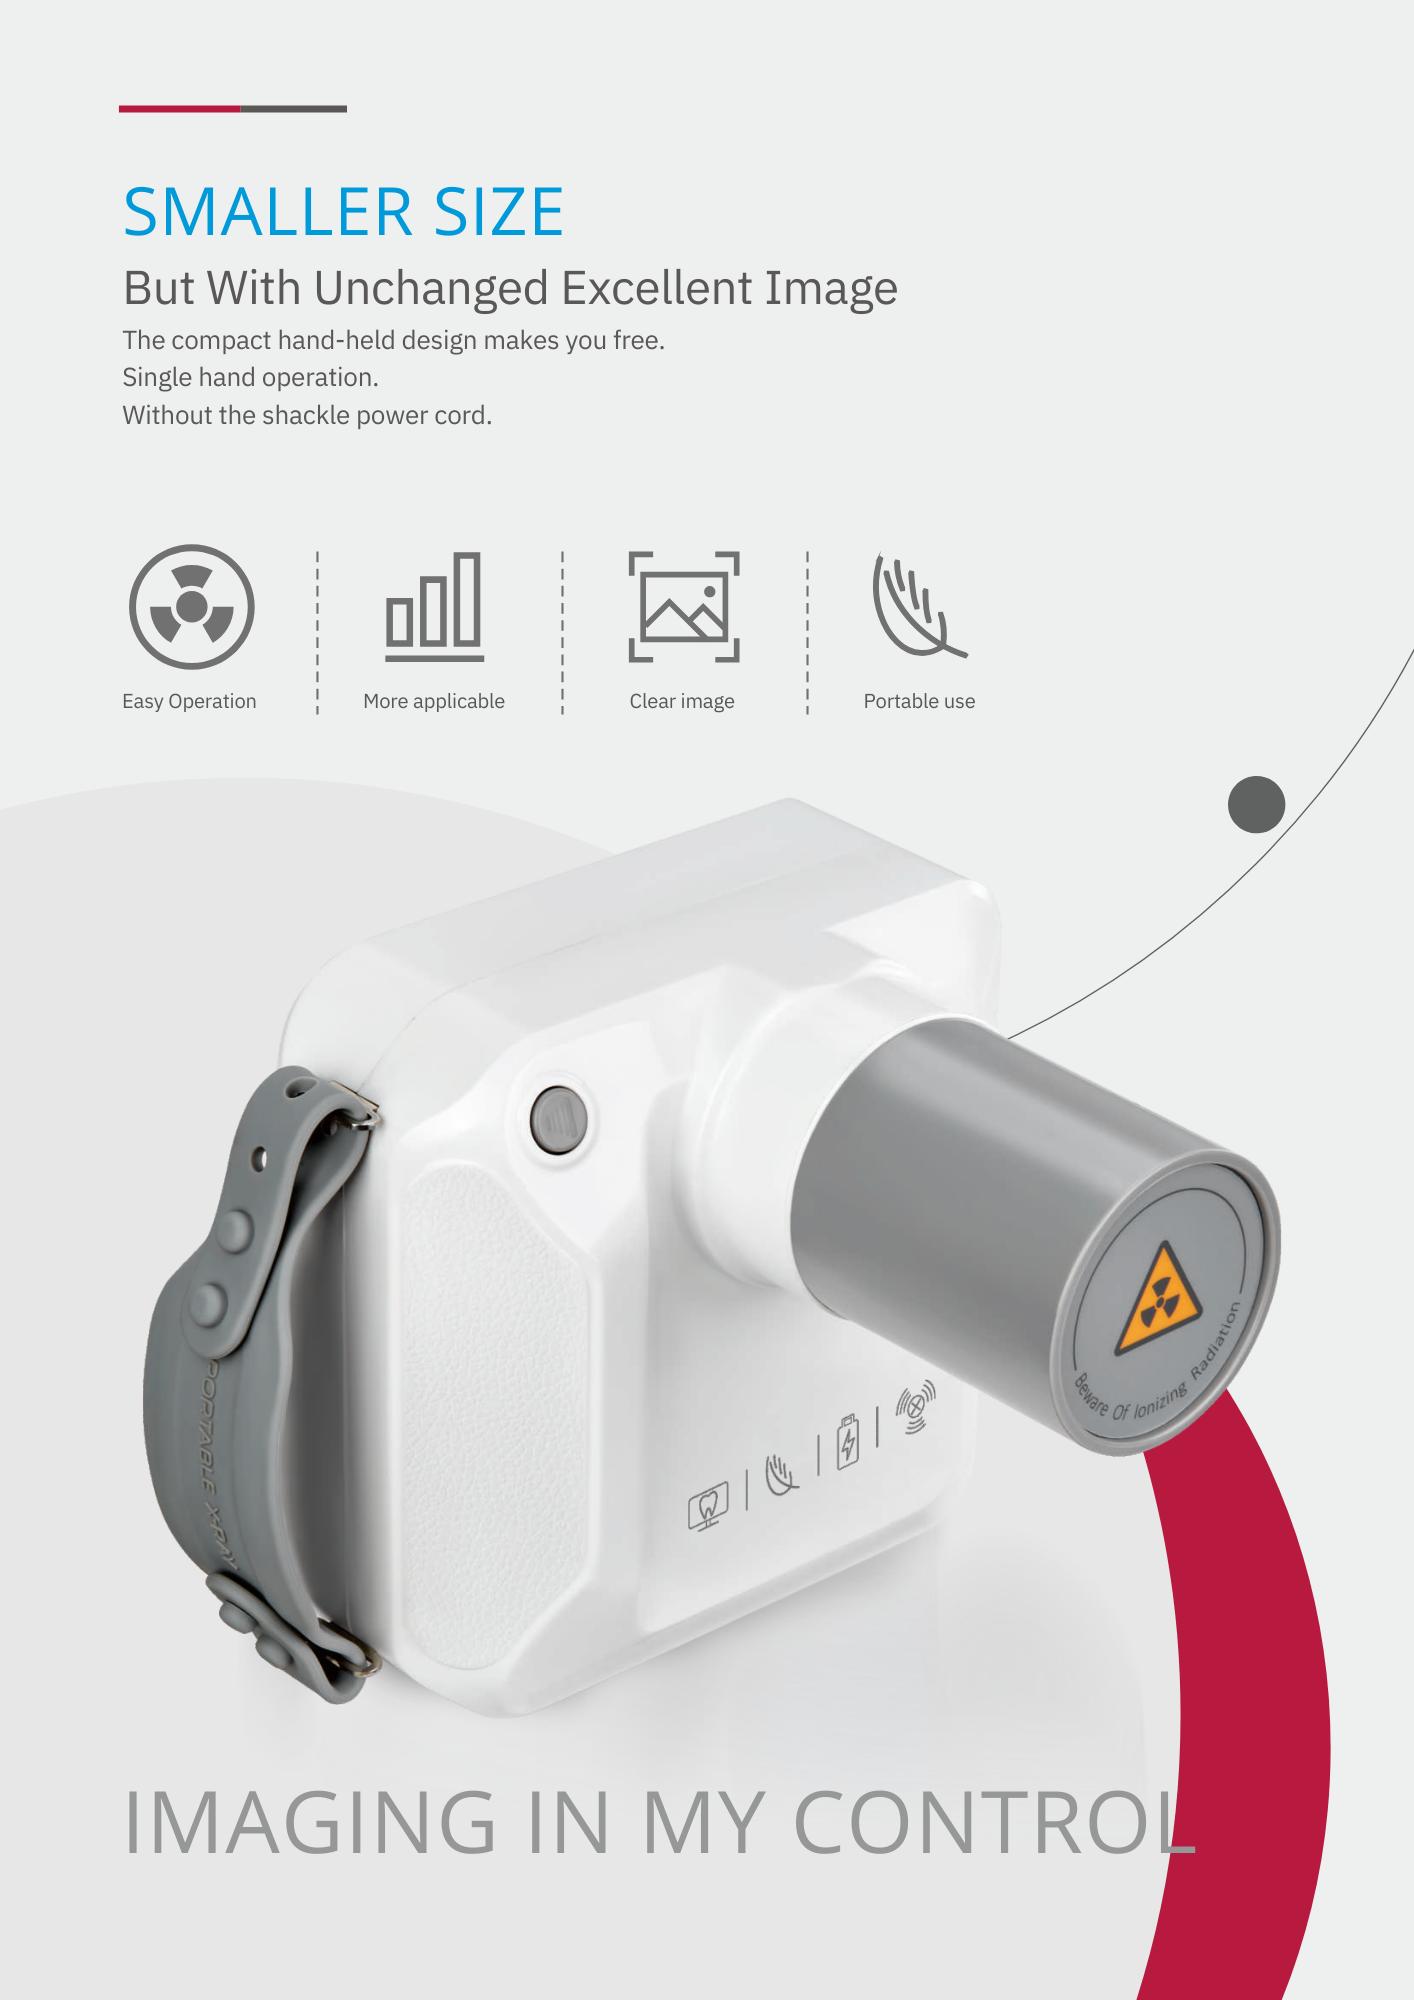 SMALLER SIZE
But With Unchanged Excellent Image
The compact hand-held design makes you free.
Single hand operation.
Without the shackle power cord.
Easy Operation
More applicable
Clear image
Portable use
Beware Of Ionizing Radiation
PORTABLE X-RAY
IMAGING IN MY CONTROL